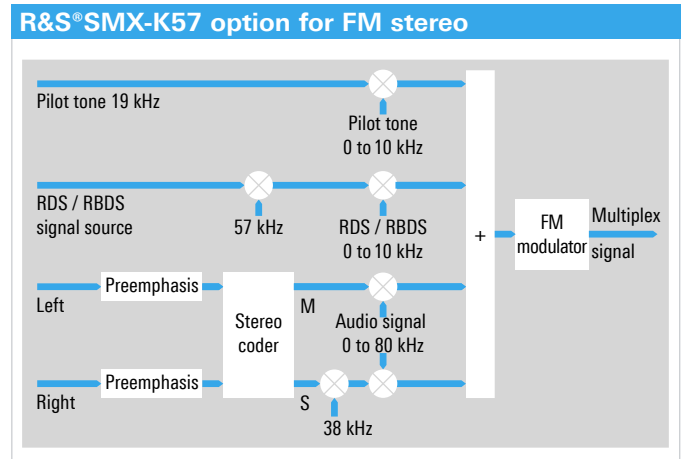 R&S®SMX-K57 option for FM stereo
Pilot tone 19 kHz
Pilot tone
0 to 10 kHz
RDS / RBDS
signal source
57 kHz
RDS / RBDS
0 to 10 kHz
+
FM
modulator
Multiplex
signal
Left
Preemphasis
Stereo
coder
M
Audio signal
0 to 80 kHz
Right
Preemphasis
S
38 kHz